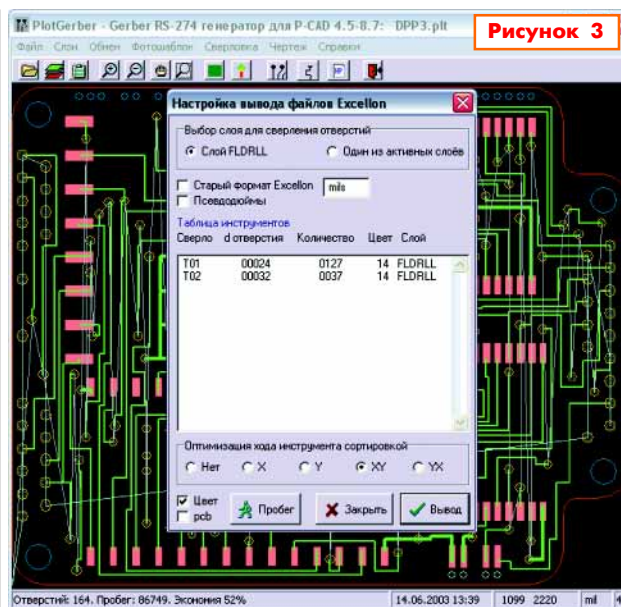 PlotGerber - Gerber RS-274 генератор для P-CAD 4.5-8.7: DPP3.plt
Рисунок 3
Файл Слои Обмен Фотошаблон Сверловка Чертеж Справки
Настройка вывода файлов Excellon
Выбор слоя для сверления отверстий
Слой FLDRLL Один из активных слоёв
Старый формат Excellon mils
Псевдодюймы
Таблица инструментов
Сверло d отверстия Количество Цвет Слой
T01 00024 0127 14 FLDRLL
T02 00032 0037 14 FLDRLL
Оптимизация хода инструмента сортировкой
Нет X Y XY YX
Цвет
pcb
Пробег Закрыть Вывод
Отверстий: 164. Пробег: 86749. Экономия 52% 14.06.2003 13:39 1099 2220 mil